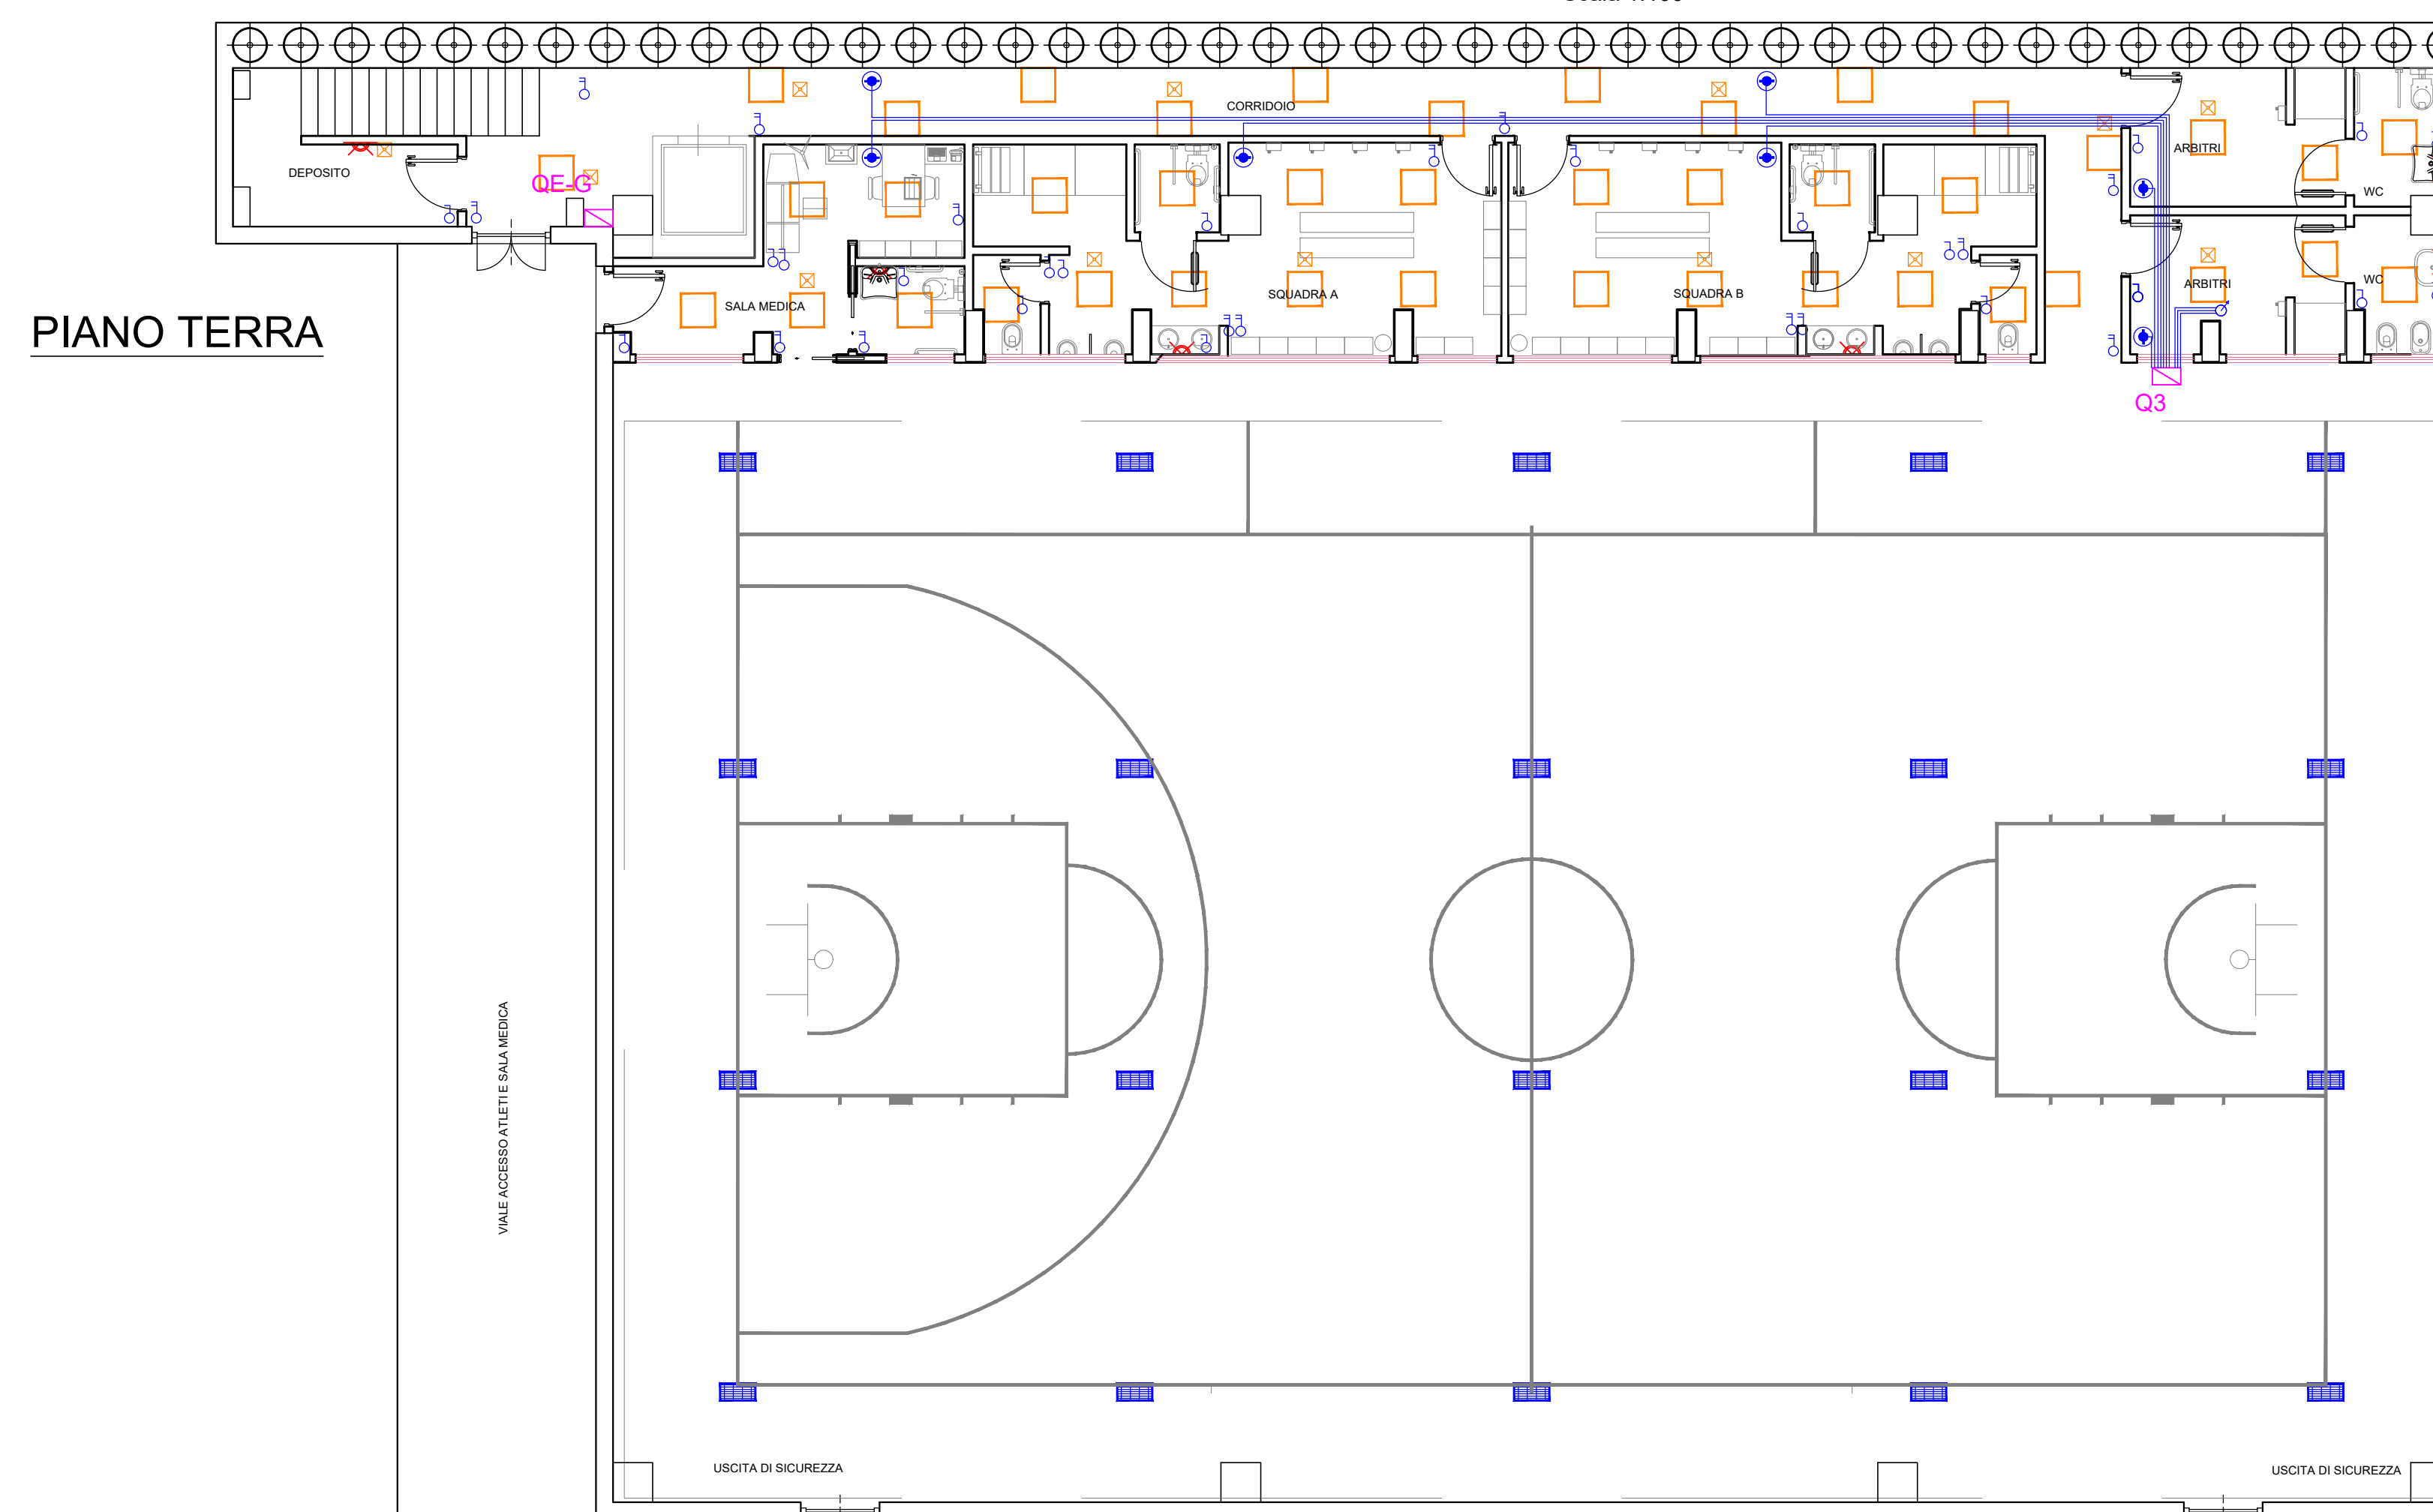 CORRIDOIO
ARBITRI
DEPOSITO
QE-G
WC
SALA MEDICA
SQUADRA A
SQUADRA B
ARBITRI
WC
PIANO TERRA
Q3
VIALE ACCESSO ATLETI E SALA MEDICA
USCITA DI SICUREZZA
USCITA DI SICUREZZA